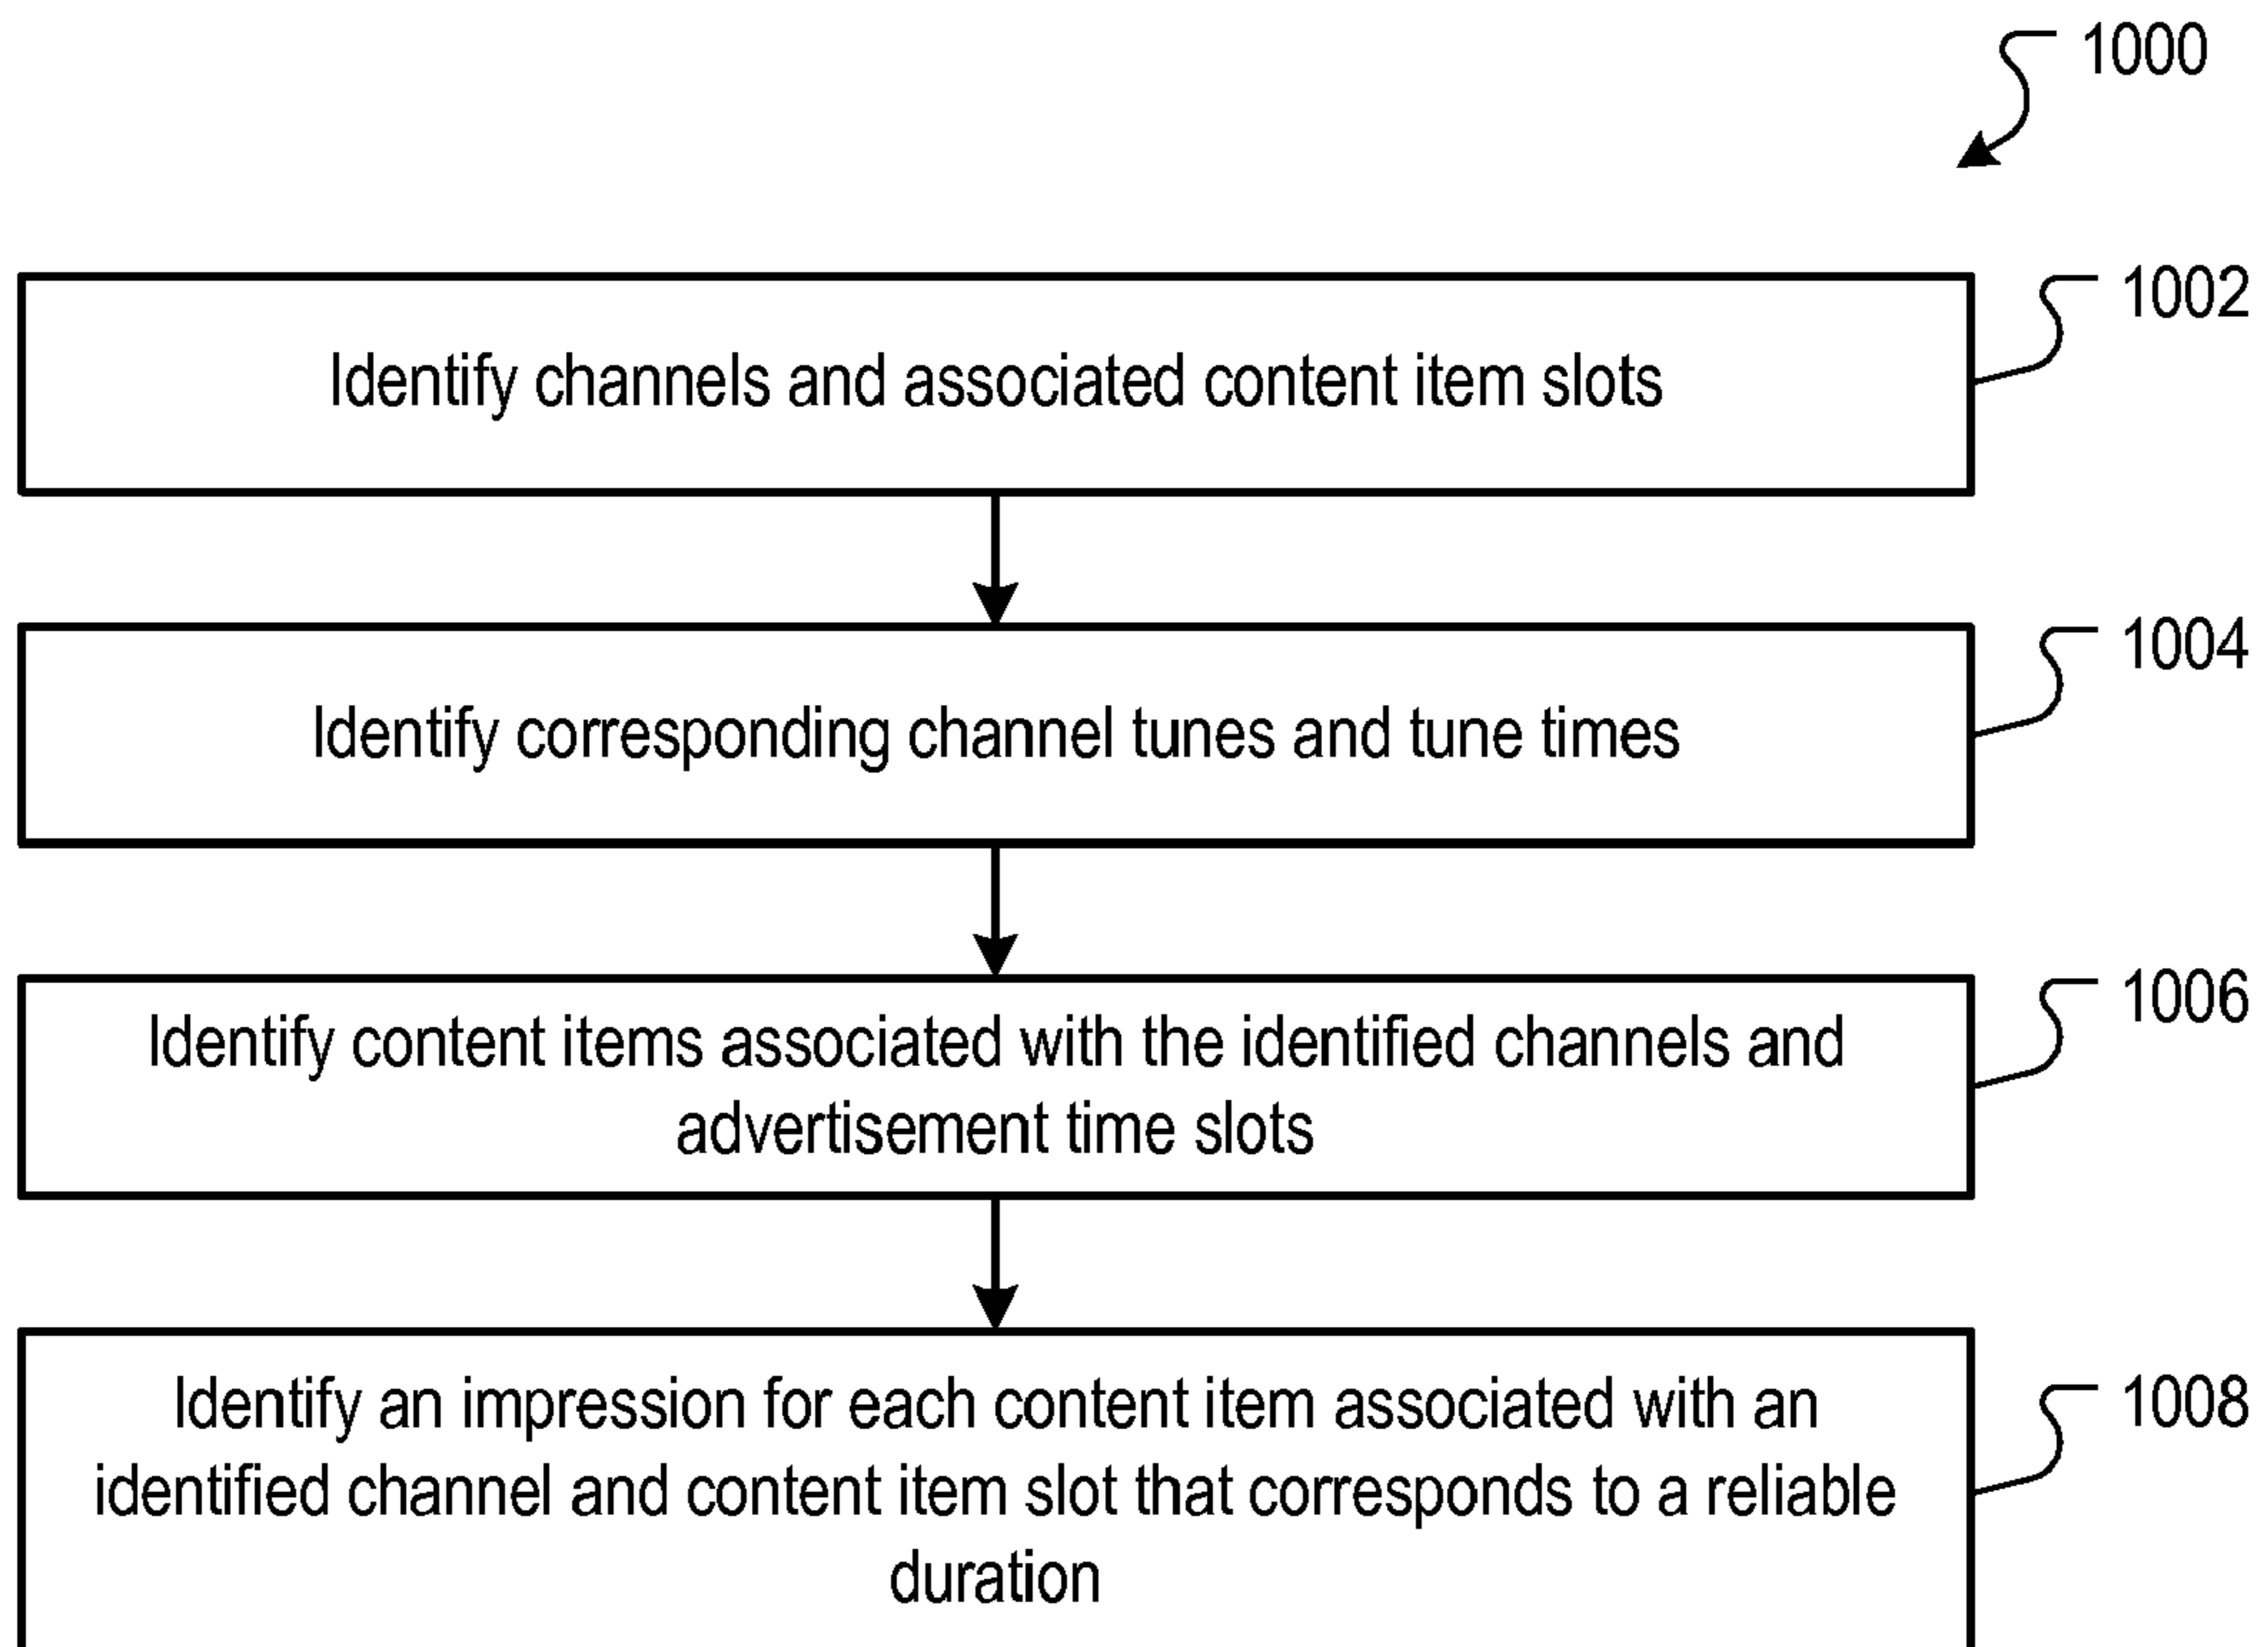 1000
1002
Identify channels and associated content item slots
1004
Identify corresponding channel tunes and tune times
1006
Identify content items associated with the identified channels and
advertisement time slots
1008
Identify an impression for each content item associated with an
identified channel and content item slot that corresponds to a reliable
duration